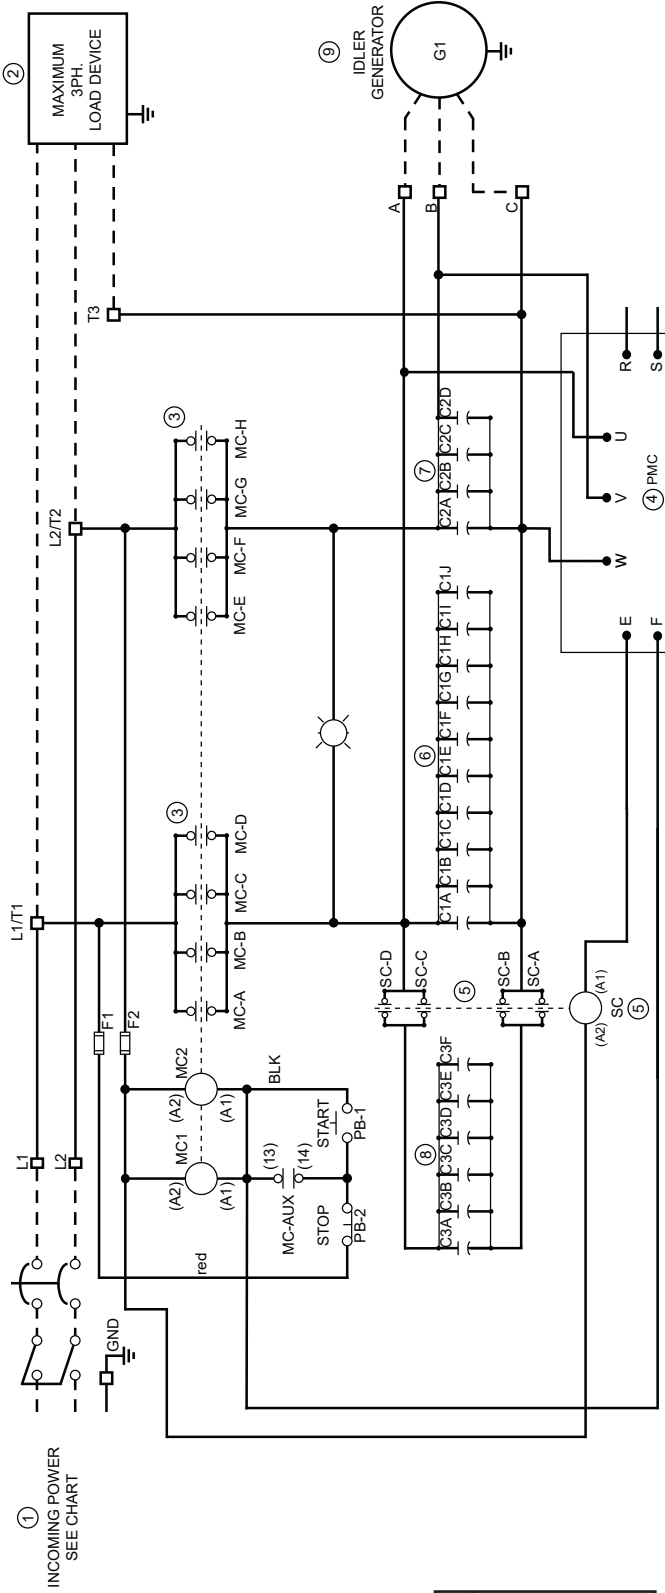 ①
INCOMING POWER
SEE CHART
L1
L2
GND
L1/T1
L2/T2
T3
②
MAXIMUM
3PH.
LOAD DEVICE
F1
F2
③
③
MC1
MC2
(A2)
(A2)
(A1)
(A1)
MC-A
MC-B
MC-C
MC-D
MC-E
MC-F
MC-G
MC-H
red
BLK
MC-AUX
(13)
(14)
STOP
PB-2
START
PB-1
⑨
IDLER
GENERATOR
G1
A
B
C
SC-D
SC-C
SC-B
SC-A
⑤
⑧
C3A
C3B
C3C
C3D
C3E
C3F
⑥
C1A
C1B
C1C
C1D
C1E
C1F
C1G
C1H
C1I
C1J
⑦
C2A
C2B
C2C
C2D
(A2)
(A1)
SC
⑤
E
F
W
V
U
R
S
④ PMC